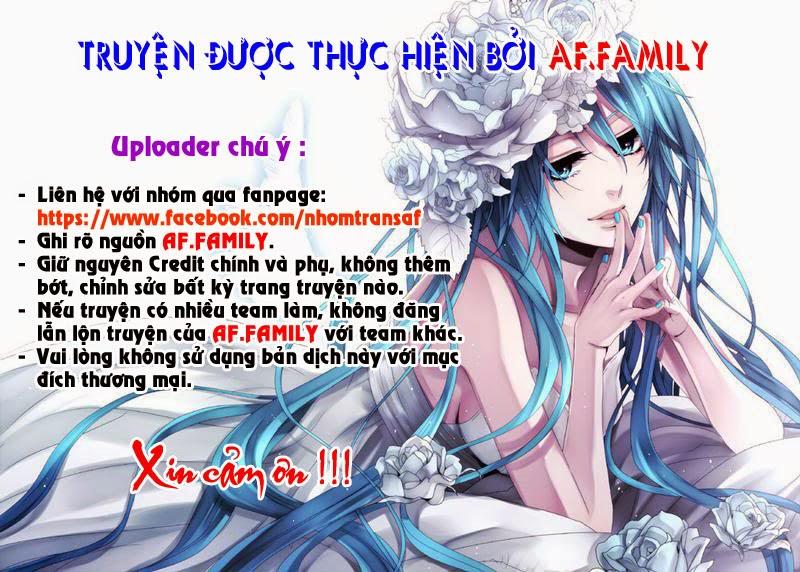 TRUYỆN ĐƯỢC THỰC HIỆN BỞI AF.FAMILY
Uploader chú ý :
- Liên hệ với nhóm qua fanpage:
https://www.facebook.com/nhomtransaf
- Ghi rõ nguồn AF.FAMILY.
- Giữ nguyên Credit chính và phụ, không thêm
bớt, chỉnh sửa bất kỳ trang truyện nào.
- Nếu truyện có nhiều team làm, không đăng
lẫn lộn truyện của AF.FAMILY với team khác.
- Vui lòng không sử dụng bản dịch này với mục
đích thương mại.
Xin cảm ơn !!!